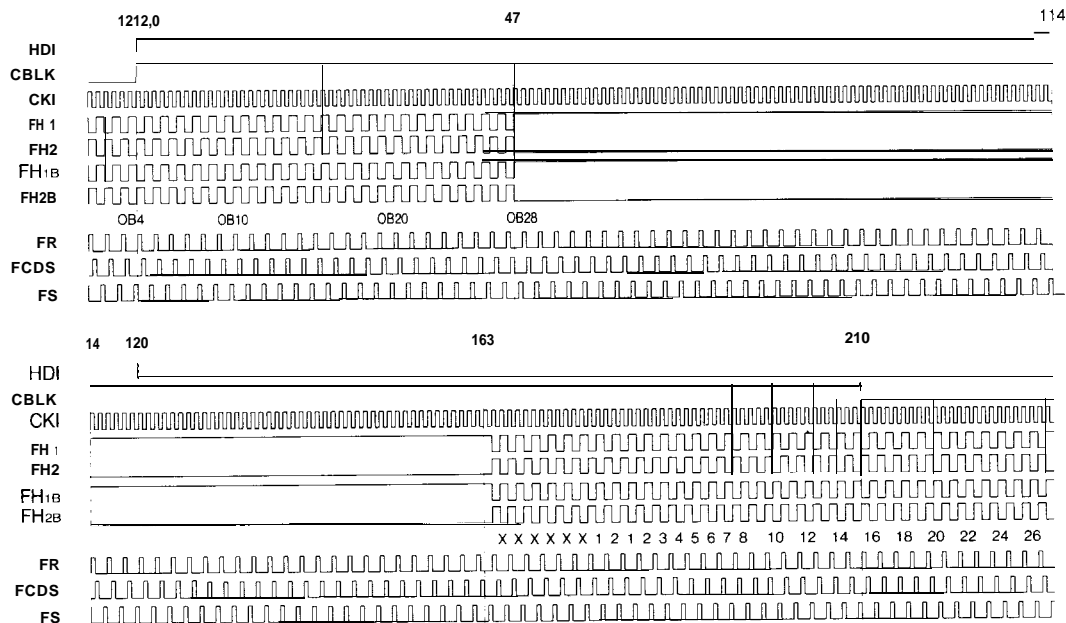 1212,0 47 114
HDI
CBLK
CKI
FH 1
FH2
FH1B
FH2B
OB4 OB10 OB20 OB28
FR
FCDS
FS
14 120 163 210
HDI
CBLK
CKI
FH 1
FH2
FH1B
FH2B
X X X X X X 1 2 1 2 3 4 5 6 7 8 10 12 14 16 18 20 22 24 26
FR
FCDS
FS